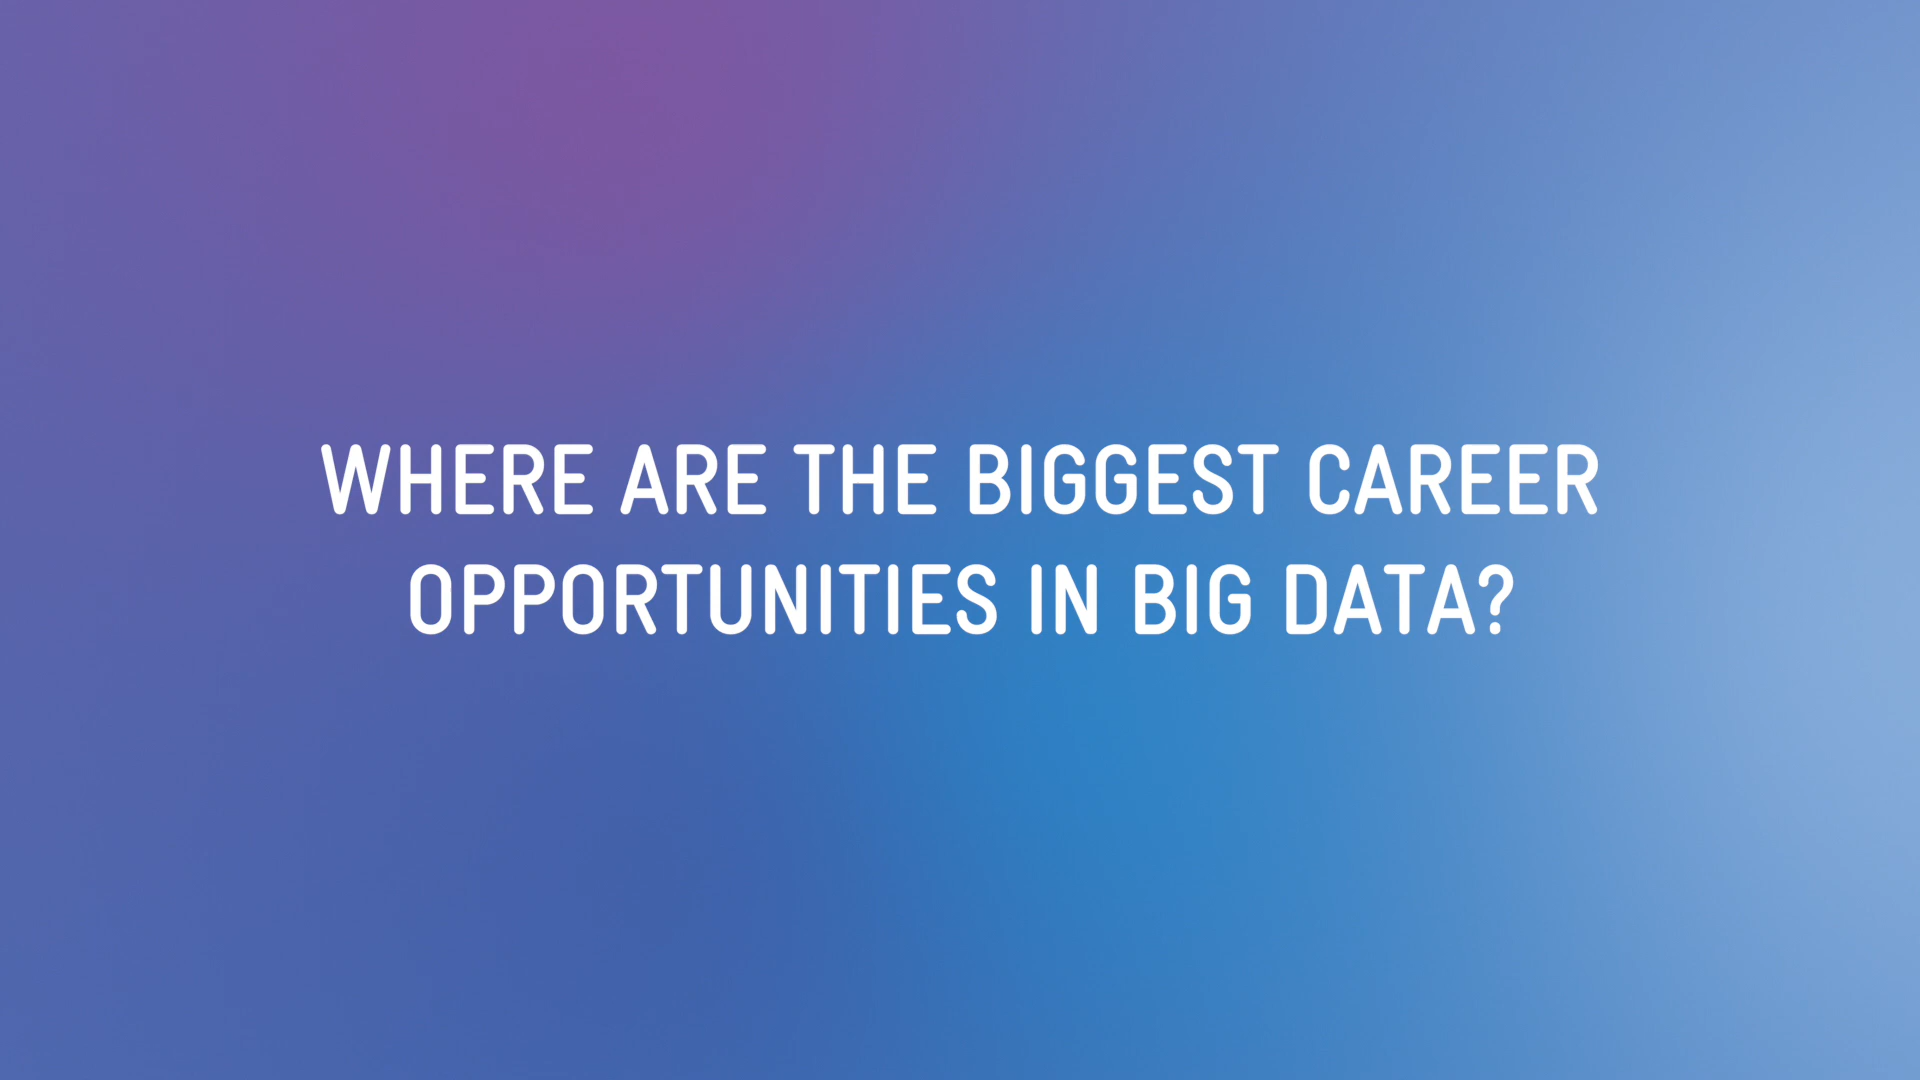 WHERE ARE THE BIGGEST CAREER
OPPORTUNITIES IN BIG DATA?